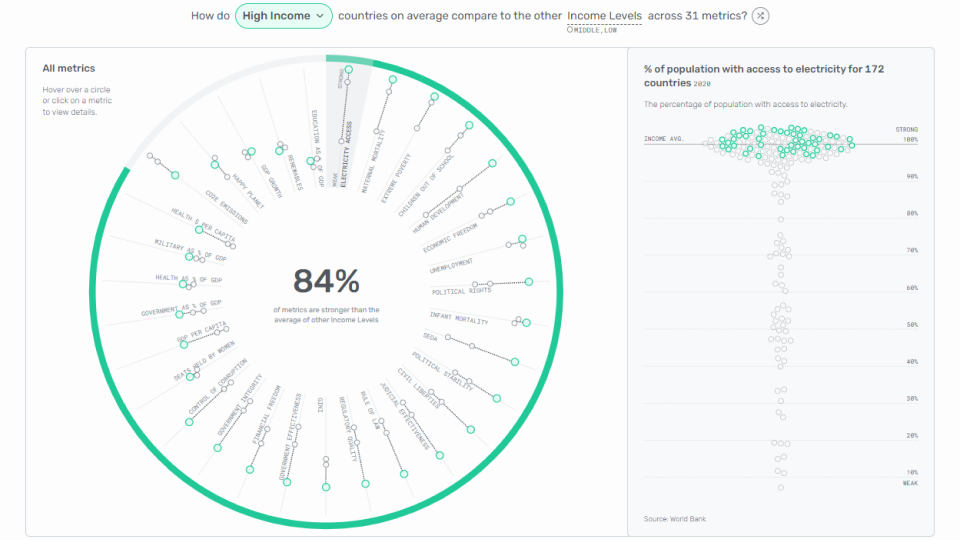 How do High Income countries on average compare to the other Income Levels across 31 metrics?
MIDDLE, LOW
All metrics
Hover over a circle
or click on a metric
to view details.
STRONG
WEAK
ELECTRICITY ACCESS
MATERNAL MORTALITY
EXTREME POVERTY
CHILDREN OUT OF SCHOOL
HUMAN DEVELOPMENT
ECONOMIC FREEDOM
UNEMPLOYMENT
POLITICAL RIGHTS
INFANT MORTALITY
SEDA
POLITICAL STABILITY
CIVIL LIBERTIES
JUDICIAL EFFECTIVENESS
RULE OF LAW
REGULATORY QUALITY
GINI
GOVERNMENT EFFECTIVENESS
FINANCIAL FREEDOM
GOVERNMENT INTEGRITY
CONTROL OF CORRUPTION
SEATS HELD BY WOMEN
GDP PER CAPITA
GOVERNMENT AS % OF GDP
HEALTH AS % OF GDP
MILITARY AS % OF GDP
HEALTH $ PER CAPITA
CO2E EMISSIONS
HAPPY PLANET
GDP GROWTH
RENEWABLES
EDUCATION AS % OF GDP
84%
of metrics are stronger than the
average of other Income Levels
% of population with access to electricity for 172
countries 2020
The percentage of population with access to electricity.
STRONG
INCOME AVG.
100%
90%
80%
70%
60%
50%
40%
30%
20%
10%
WEAK
Source: World Bank